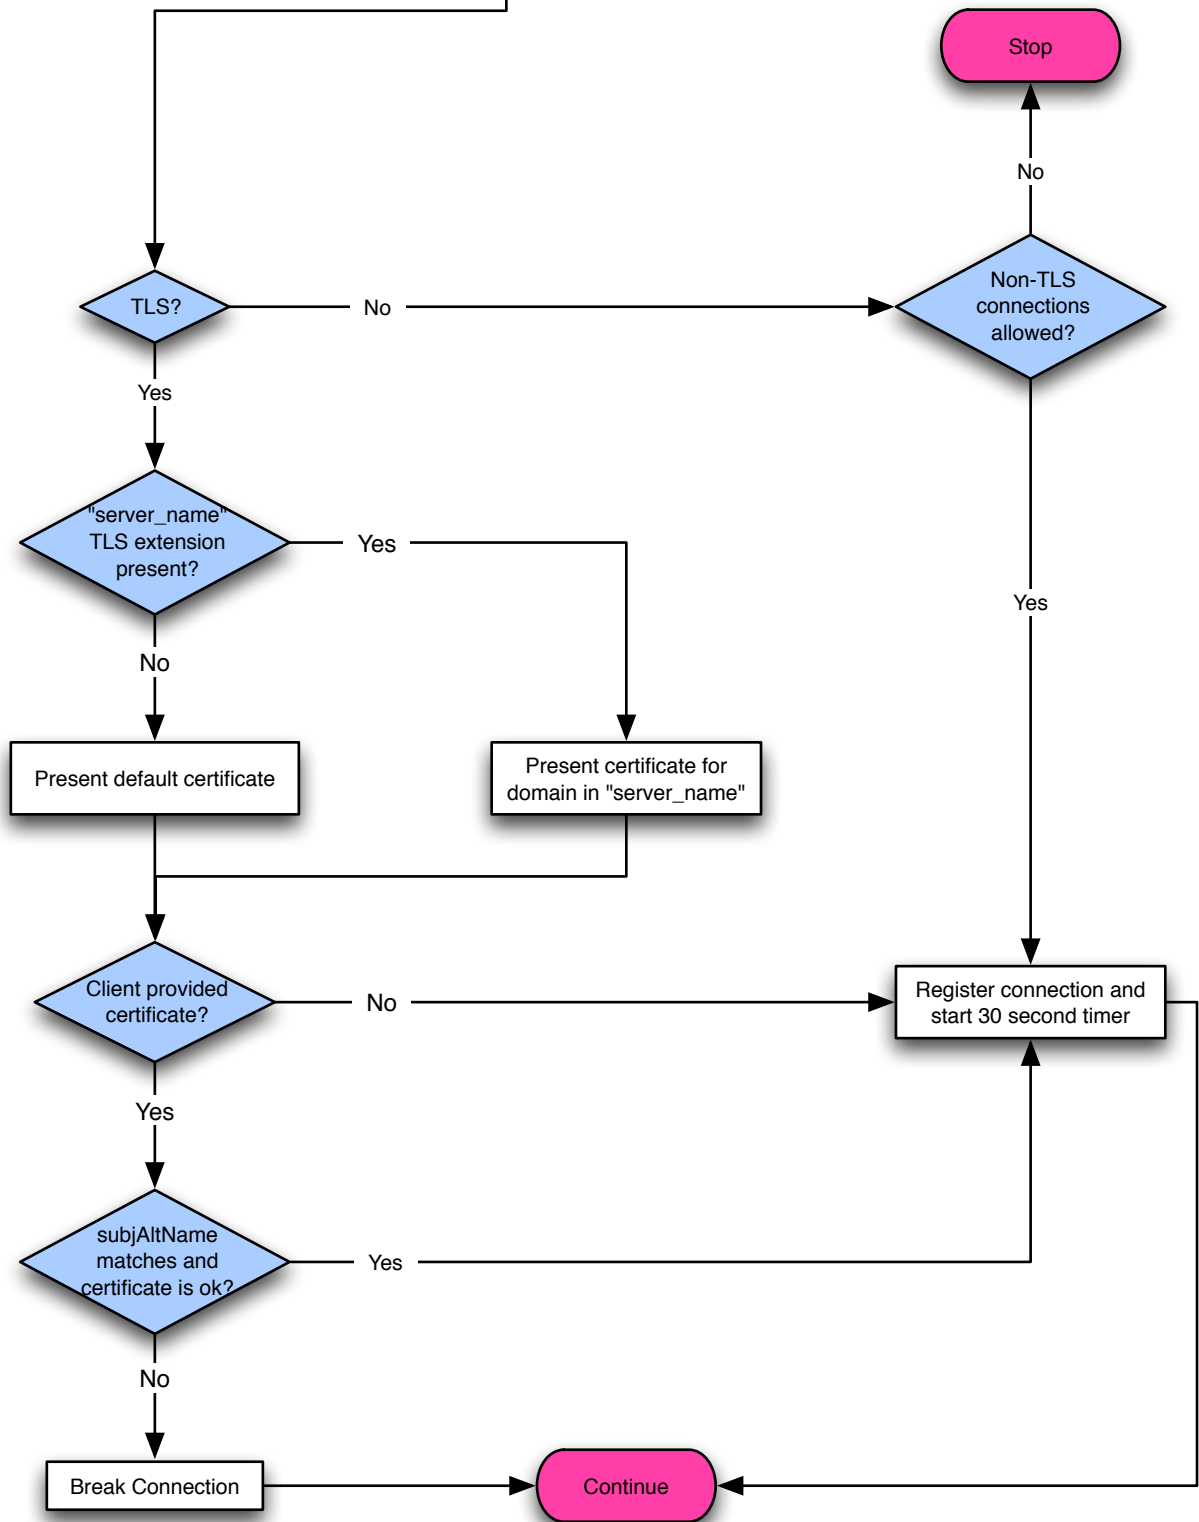 Stop
No
Non-TLS
connections
allowed?
TLS?
No
Yes
"server_name"
TLS extension
present?
Yes
Yes
No
Present default certificate
Present certificate for
domain in "server_name"
Client provided
certificate?
No
Register connection and
start 30 second timer
Yes
subjAltName
matches and
certificate is ok?
Yes
No
Break Connection
Continue